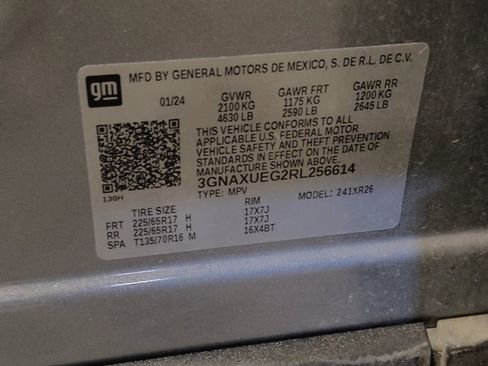 gm
MFD BY GENERAL MOTORS DE MEXICO, S. DE R.L. DE C.V.
01/24 GVWR GAWR FRT GAWR RR
2100 KG 1175 KG 1200 KG
4630 LB 2590 LB 2645 LB
THIS VEHICLE CONFORMS TO ALL
APPLICABLE U.S. FEDERAL MOTOR
VEHICLE SAFETY AND THEFT PREVENTION
STANDARDS IN EFFECT ON THE DATE OF
MANUFACTURE SHOWN ABOVE.
3GNAXUEG2RL256614
130H TYPE: MPV MODEL: 241XR26
TIRE SIZE RIM
FRT 225/65R17 H 17X7J
RR 225/65R17 H 17X7J
SPA T135/70R16 M 16X4BT